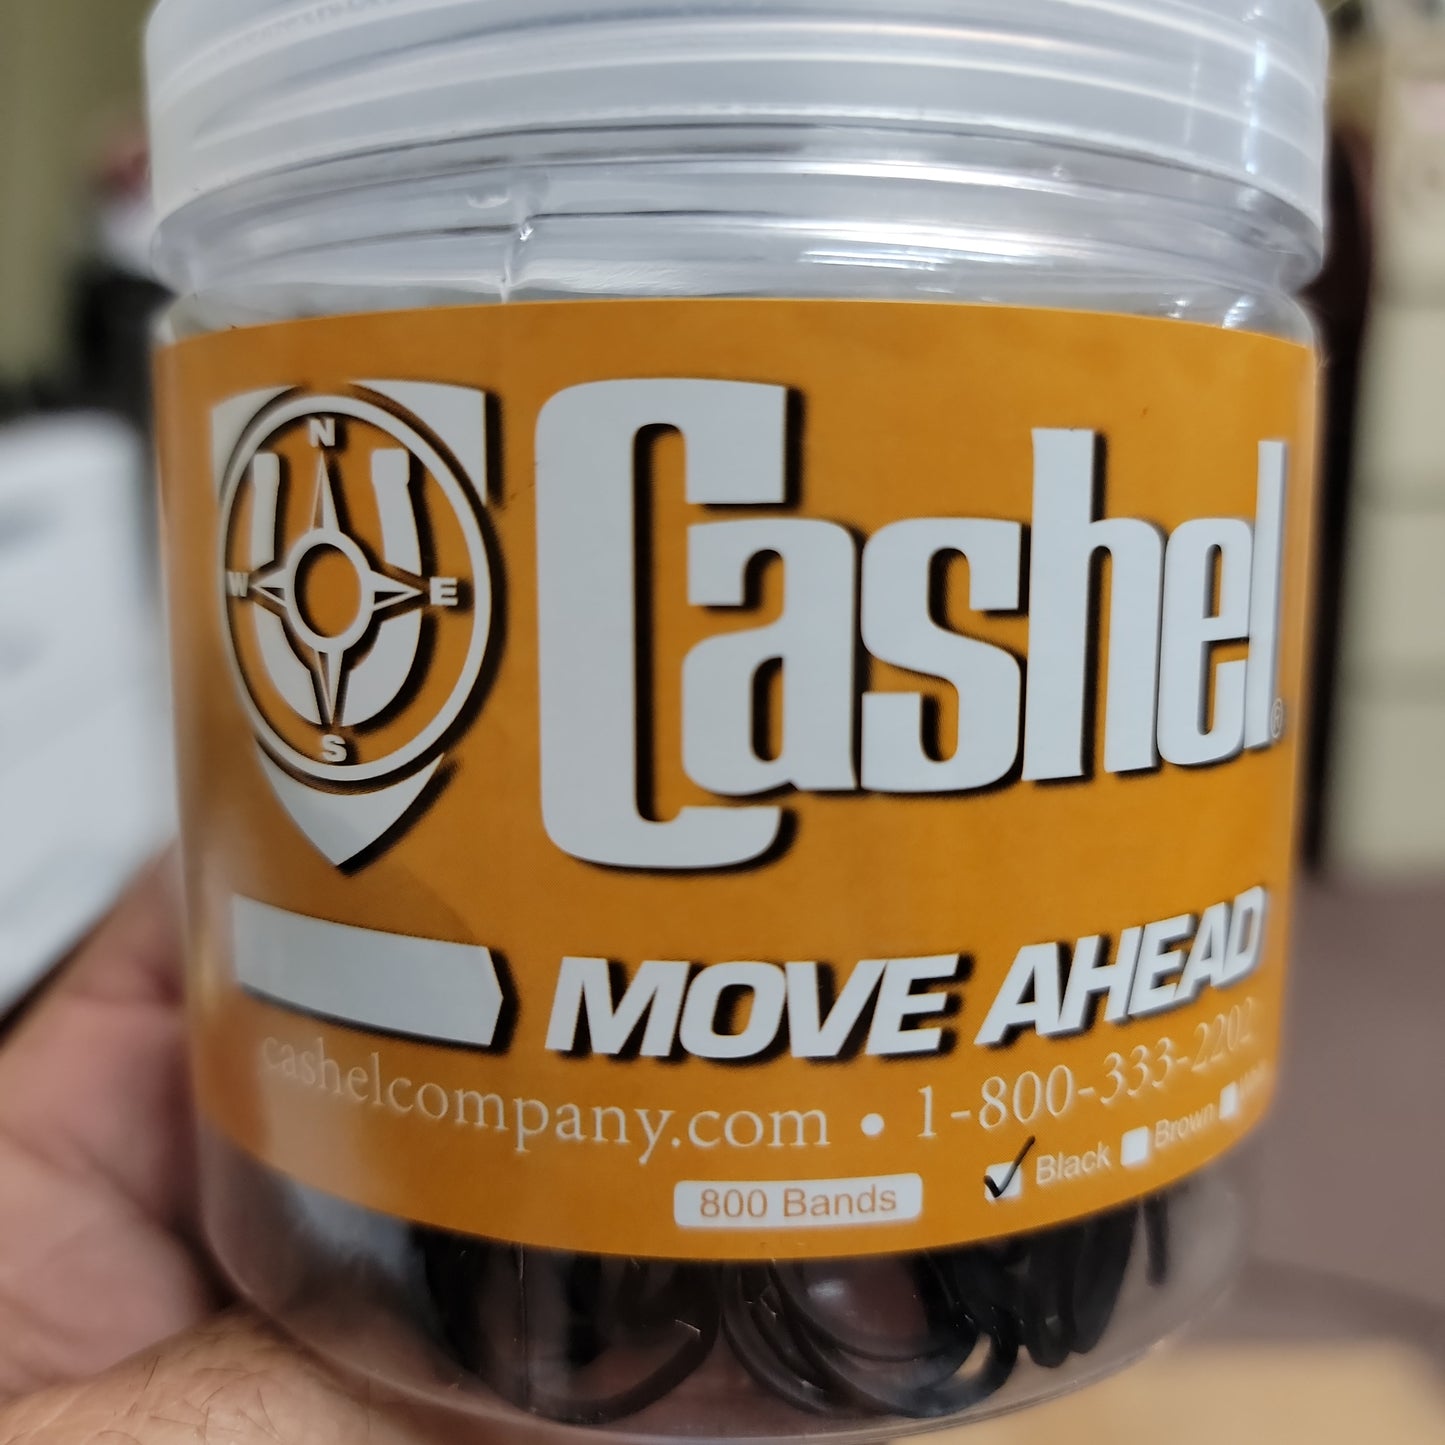 N
W E
S
Cashel®
MOVE AHEAD
cashelcompany.com • 1-800-333-2202
800 Bands
Black Brown